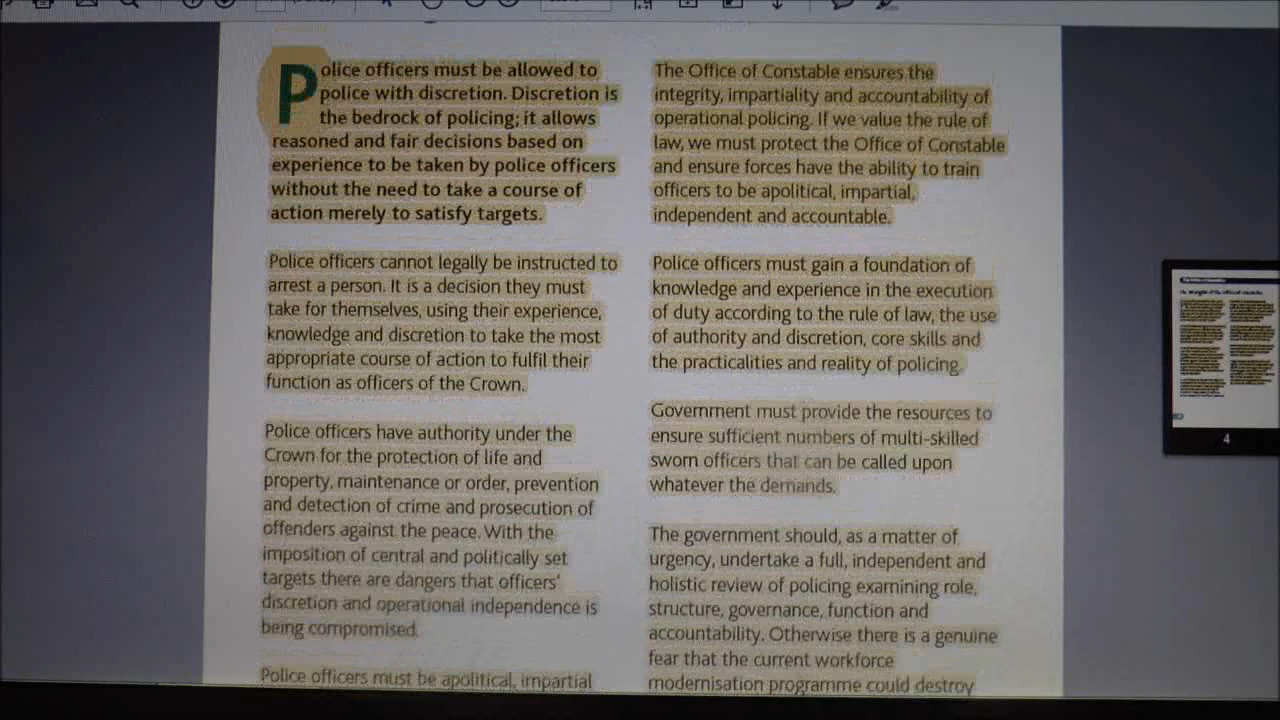 Police officers must be allowed to
police with discretion. Discretion is
the bedrock of policing; it allows
reasoned and fair decisions based on
experience to be taken by police officers
without the need to take a course of
action merely to satisfy targets.
Police officers cannot legally be instructed to
arrest a person. It is a decision they must
take for themselves, using their experience,
knowledge and discretion to take the most
appropriate course of action to fulfil their
function as officers of the Crown.
Police officers have authority under the
Crown for the protection of life and
property, maintenance or order, prevention
and detection of crime and prosecution of
offenders against the peace. With the
imposition of central and politically set
targets there are dangers that officers'
discretion and operational independence is
being compromised.
Police officers must be apolitical, impartial
The Office of Constable ensures the
integrity, impartiality and accountability of
operational policing. If we value the rule of
law, we must protect the Office of Constable
and ensure forces have the ability to train
officers to be apolitical, impartial,
independent and accountable.
Police officers must gain a foundation of
knowledge and experience in the execution
of duty according to the rule of law, the use
of authority and discretion, core skills and
the practicalities and reality of policing.
Government must provide the resources to
ensure sufficient numbers of multi-skilled
sworn officers that can be called upon
whatever the demands.
The government should, as a matter of
urgency, undertake a full, independent and
holistic review of policing examining role,
structure, governance, function and
accountability. Otherwise there is a genuine
fear that the current workforce
modernisation programme could destroy
4